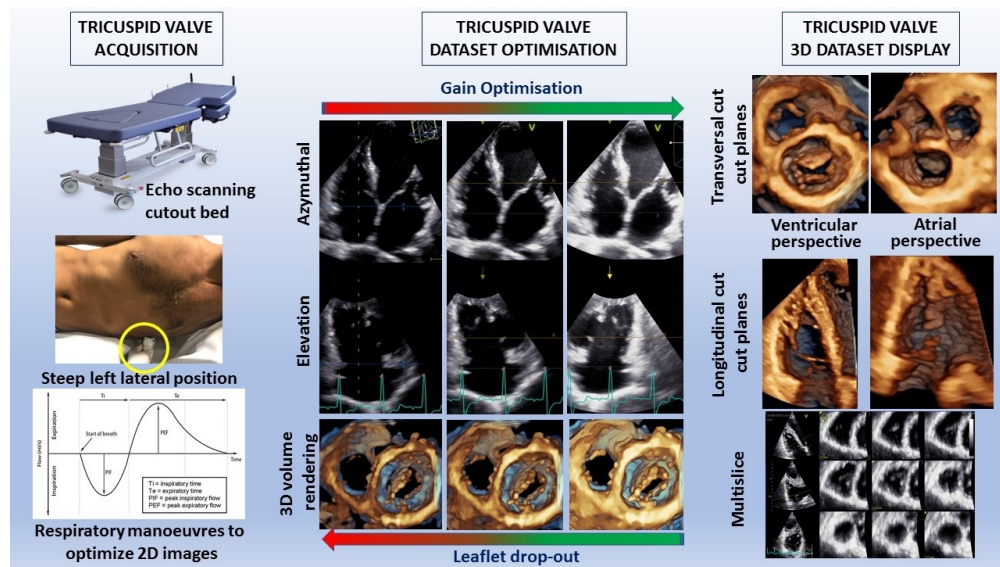 TRICUSPID VALVE
ACQUISITION
Echo scanning
cutout bed
Steep left lateral position
Ti
Te
Expiration
Flow (ml/s)
Inspiration
Start of breath
PIF
PEF
Time
Ti = inspiratory time
Te = expiratory time
PIF = peak inspiratory flow
PEF = peak expiratory flow
Respiratory manoeuvres to
optimize 2D images
TRICUSPID VALVE
DATASET OPTIMISATION
Gain Optimisation
Azymuthal
V
V
Elevation
3D volume
rendering
Leaflet drop-out
TRICUSPID VALVE
3D DATASET DISPLAY
Transversal cut
planes
Ventricular
perspective
Atrial
perspective
Longitudinal cut
planes
Multislice